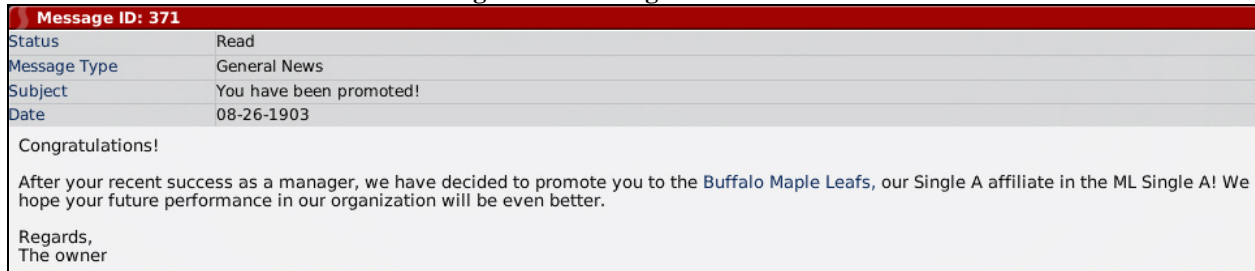 Message ID: 371
Status Read
Message Type General News
Subject You have been promoted!
Date 08-26-1903
Congratulations!
After your recent success as a manager, we have decided to promote you to the Buffalo Maple Leafs, our Single A affiliate in the ML Single A! We
hope your future performance in our organization will be even better.
Regards,
The owner